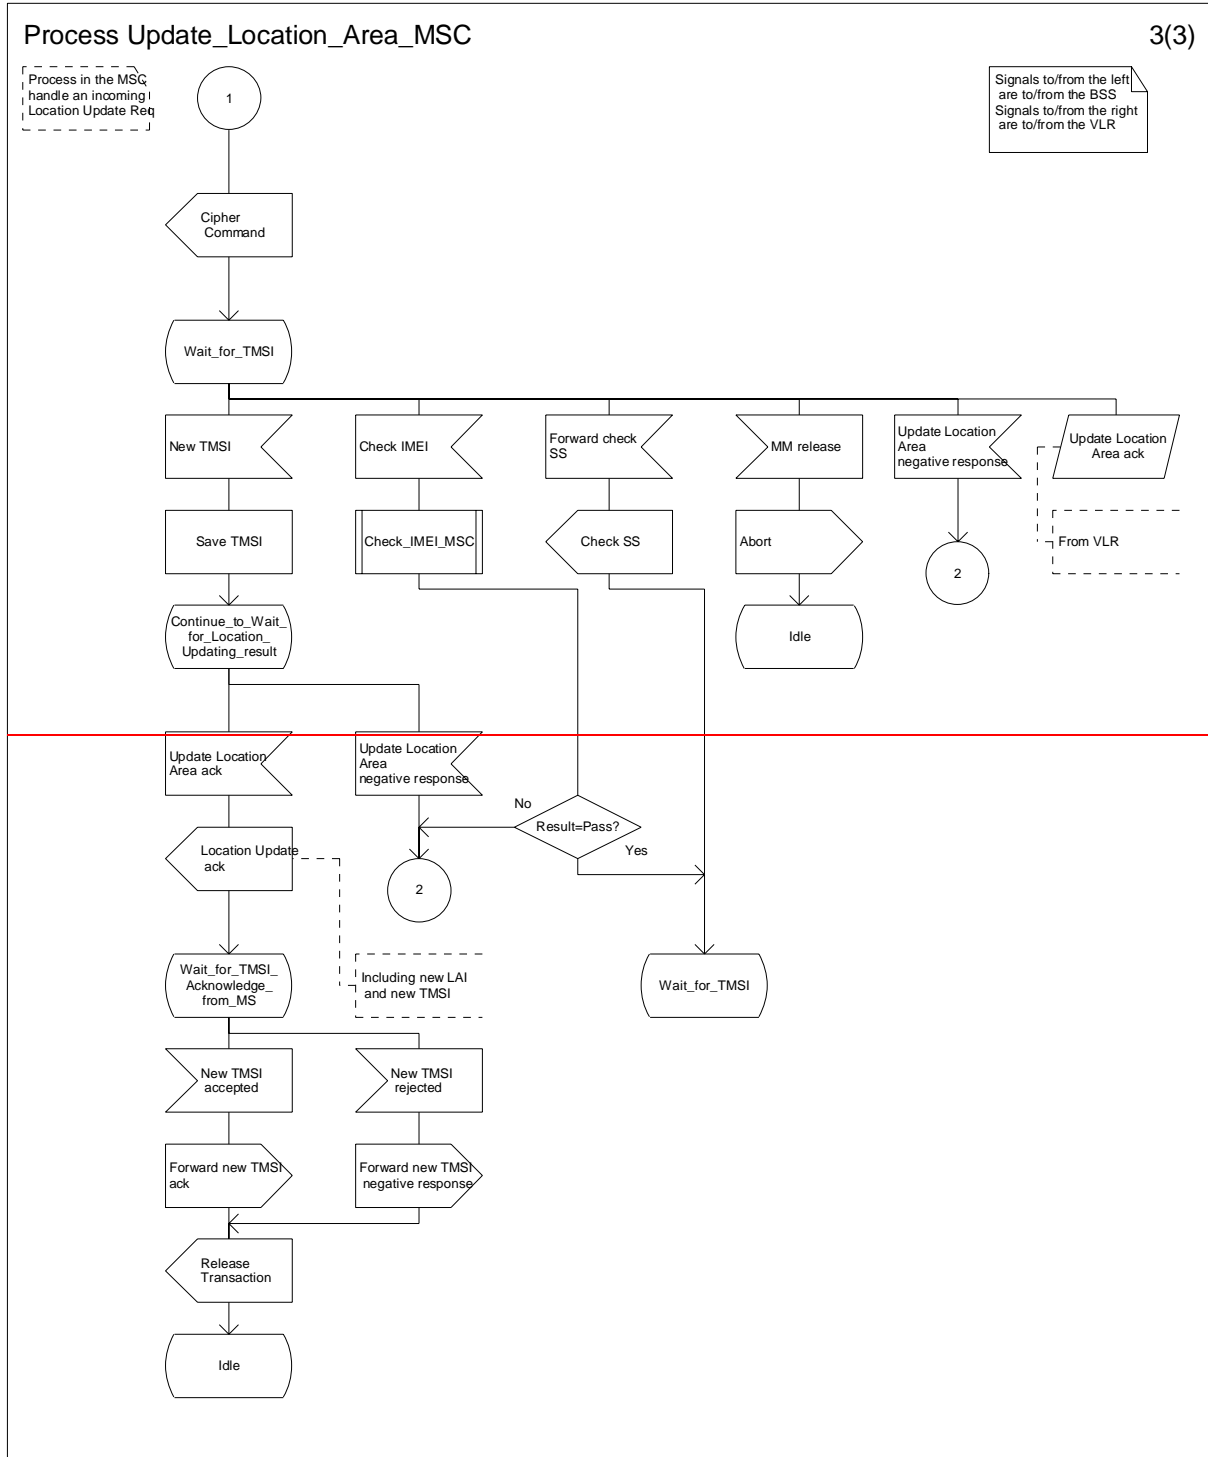 Process Update_Location_Area_MSC
3(3)
Process in the MSC
handle an incoming
Location Update Req
1
Signals to/from the left
are to/from the BSS
Signals to/from the right
are to/from the VLR
Cipher
Command
Wait_for_TMSI
New TMSI
Check IMEI
Forward check
SS
MM release
Update Location
Area
negative response
Update Location
Area ack
Save TMSI
Check_IMEI_MSC
Check SS
Abort
2
From VLR
Continue_to_Wait_
for_Location_
Updating_result
Idle
Update Location
Area ack
Update Location
Area
negative response
No
Result=Pass?
Yes
Location Update
ack
2
Wait_for_TMSI_
Acknowledge_
from_MS
Including new LAI
and new TMSI
Wait_for_TMSI
New TMSI
accepted
New TMSI
rejected
Forward new TMSI
ack
Forward new TMSI
negative response
Release
Transaction
Idle